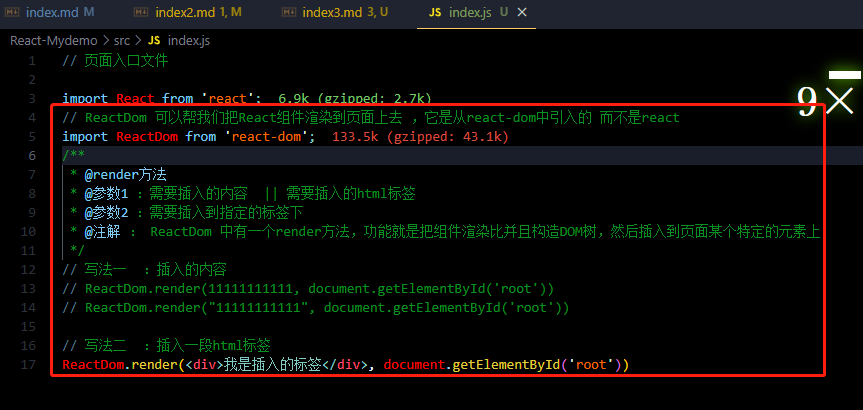 index.md M index2.md 1, M index3.md 3, U JS index.js U ×
React-Mydemo > src > JS index.js
1 // 页面入口文件
2
3 import React from 'react'; 6.9k (gzipped: 2.7k)
4 // ReactDom 可以帮我们把React组件渲染到页面上去 ，它是从react-dom中引入的 而不是react
5 import ReactDom from 'react-dom'; 133.5k (gzipped: 43.1k)
6 /**
7 * @render方法
8 * @参数1 ：需要插入的内容 || 需要插入的html标签
9 * @参数2 ：需要插入到指定的标签下
10 * @注解 ： ReactDom 中有一个render方法，功能就是把组件渲染比并且构造DOM树，然后插入到页面某个特定的元素上
11 */
12 // 写法一 ：插入的内容
13 // ReactDom.render(11111111111, document.getElementById('root'))
14 // ReactDom.render("11111111111", document.getElementById('root'))
15
16 // 写法二 ：插入一段html标签
17 ReactDom.render(<div>我是插入的标签</div>, document.getElementById('root'))
9×